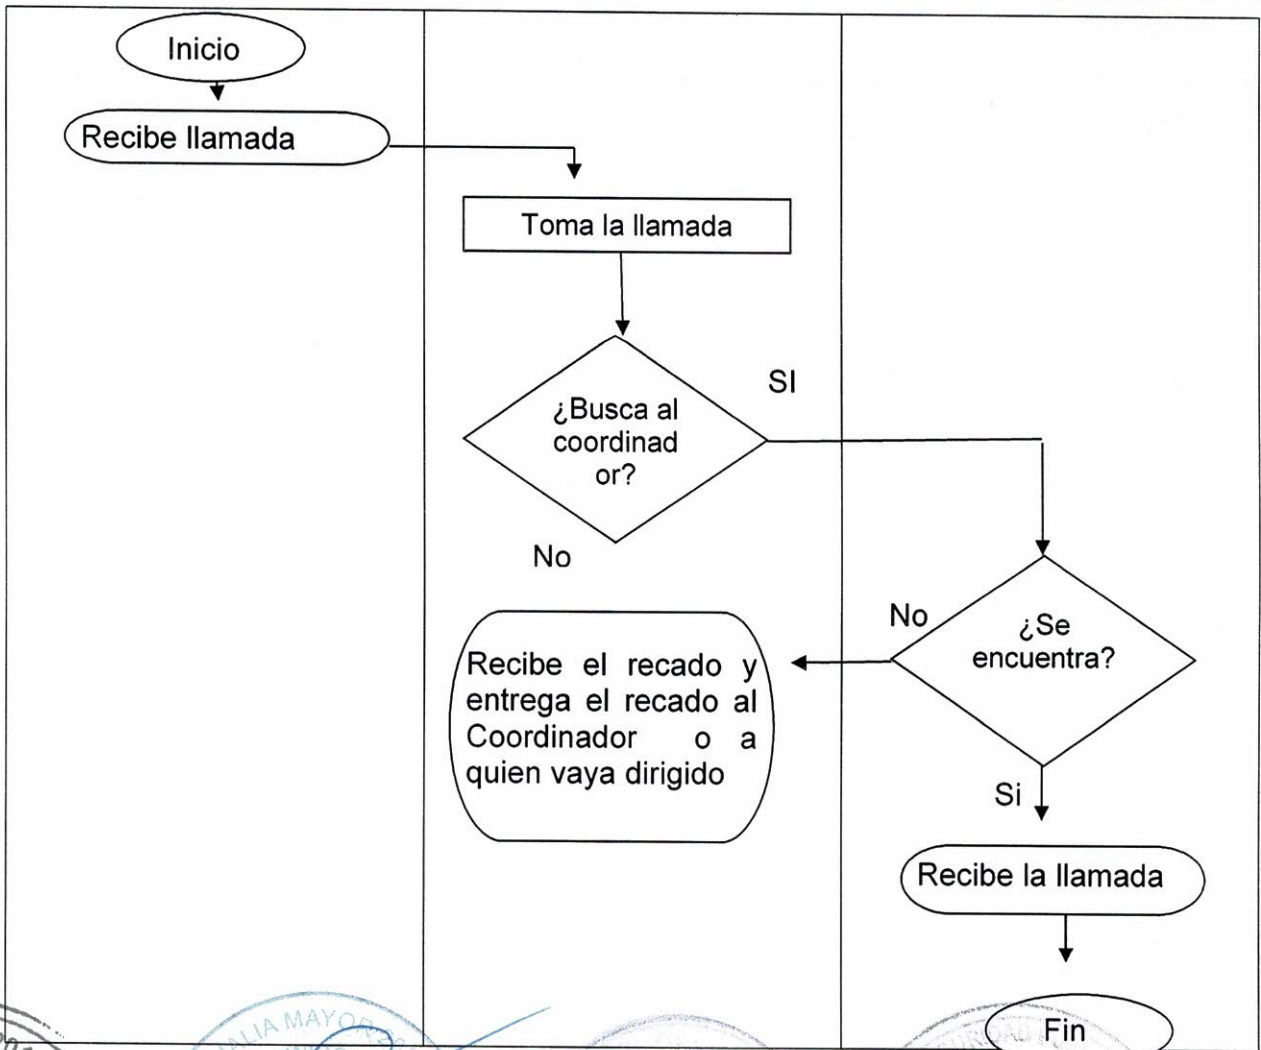 Inicio
Recibe llamada
Toma la llamada
¿Busca al
coordinad
or?
SI
No
¿Se
encuentra?
No
Recibe el recado y
entrega el recado al
Coordinador o a
quien vaya dirigido
Si
Recibe la llamada
Fin
MAYOR